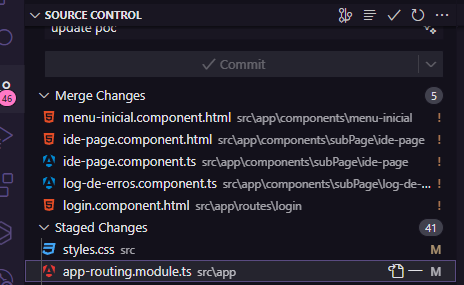 SOURCE CONTROL
update poc
Commit
46
Merge Changes 5
menu-inicial.component.html src\app\components\menu-inicial !
ide-page.component.html src\app\components\subPage\ide-page !
ide-page.component.ts src\app\components\subPage\ide-page !
log-de-erros.component.ts src\app\components\subPage\log-de-... !
login.component.html src\app\routes\login !
Staged Changes 41
styles.css src M
app-routing.module.ts src\app M